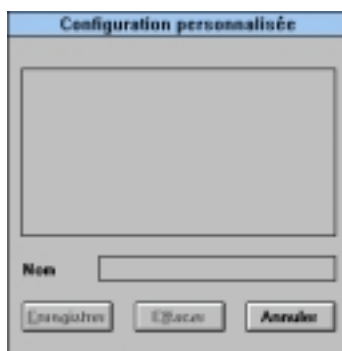 Configuration personnalisée
Nom
Enregistrer
Effacer
Annuler